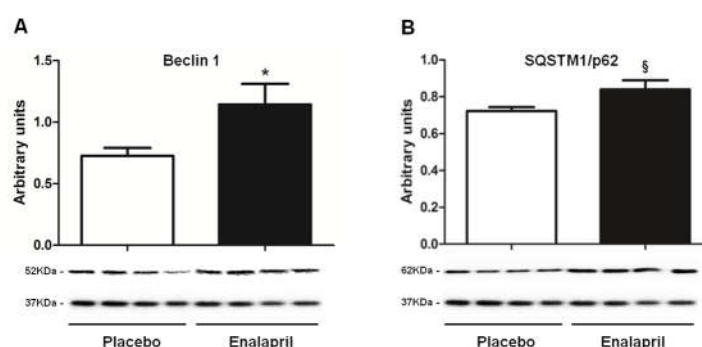 A
Beclin 1
1.5
*
1.0
0.5
0.0
Arbitrary units
52KDa -
37KDa -
Placebo
Enalapril
B
SQSTM1/p62
1.0
§
0.8
0.6
0.4
0.2
0.0
Arbitrary units
62KDa -
37KDa -
Placebo
Enalapril